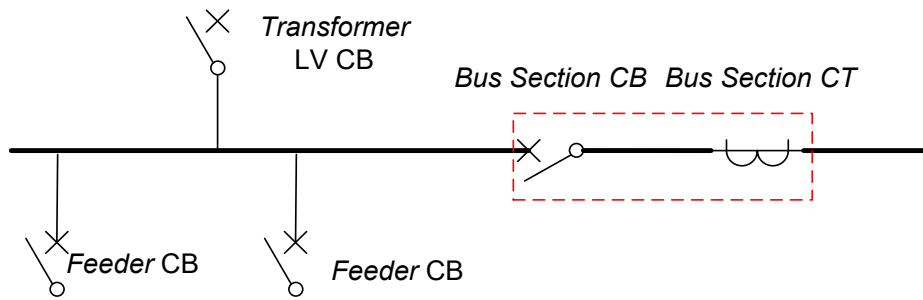 Transformer
LV CB
Bus Section CB
Bus Section CT
Feeder CB
Feeder CB